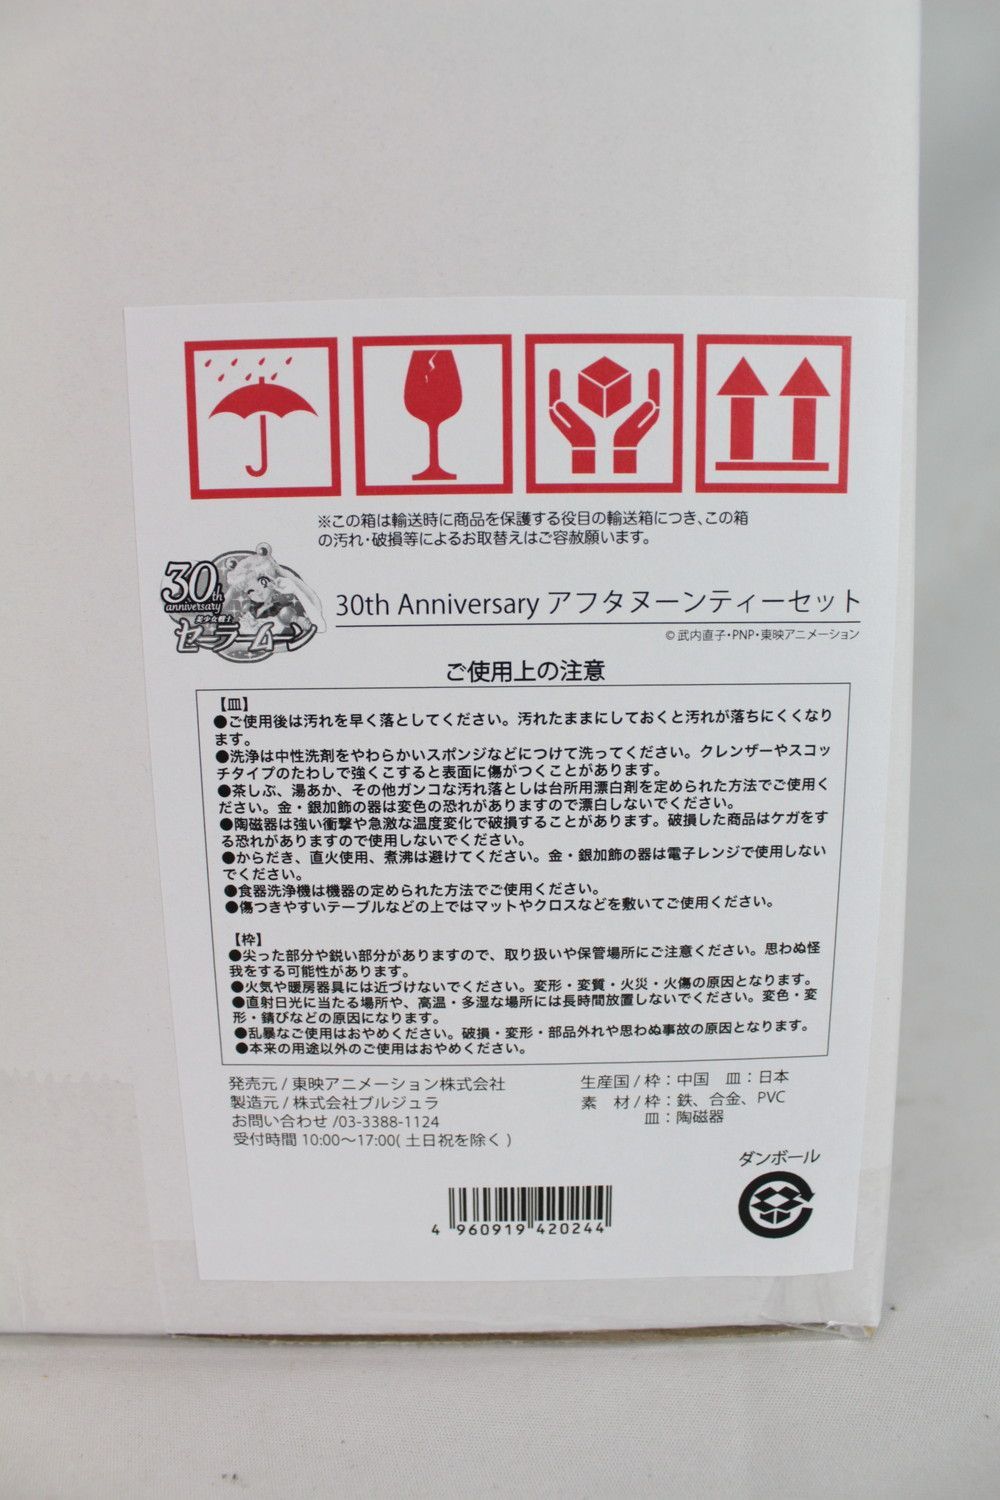 ※この箱は輸送時に商品を保護する役目の輸送箱につき、この箱
の汚れ・破損等によるお取替えはご容赦願います。
30th
anniversary
美少女戦士
セーラームーン
30th Anniversary アフタヌーンティーセット
© 武内直子・PNP・東映アニメーション
ご使用上の注意
【皿】
●ご使用後は汚れを早く落としてください。汚れたままにしておくと汚れが落ちにくくなり
ます。
●洗浄は中性洗剤をやわらかいスポンジなどにつけて洗ってください。クレンザーやスコッ
チタイプのたわしで強くこすると表面に傷がつくことがあります。
●茶しぶ、湯あか、その他ガンコな汚れ落としは台所用漂白剤を定められた方法でご使用く
ださい。金・銀加飾の器は変色の恐れがありますので漂白しないでください。
●陶磁器は強い衝撃や急激な温度変化で破損することがあります。破損した商品はケガをす
る恐れがありますので使用しないでください。
●からだき、直火使用、煮沸は避けてください。金・銀加飾の器は電子レンジで使用しない
でください。
●食器洗浄機は機器の定められた方法でご使用ください。
●傷つきやすいテーブルなどの上ではマットやクロスなどを敷いてご使用ください。
【枠】
●尖った部分や鋭い部分がありますので、取り扱いや保管場所にご注意ください。思わぬ怪
我をする可能性があります。
●火気や暖房器具には近づけないでください。変形・変質・火災・火傷の原因となります。
●直射日光に当たる場所や、高温・多湿な場所には長時間放置しないでください。変色・変
形・錆びなどの原因になります。
●乱暴なご使用はおやめください。破損・変形・部品外れや思わぬ事故の原因となります。
●本来の用途以外のご使用はおやめください。
発売元 / 東映アニメーション株式会社
製造元 / 株式会社ブルジュラ
お問い合わせ /03-3388-1124
受付時間 10:00〜17:00( 土日祝を除く )
生産国 / 枠：中国 皿：日本
素 材 / 枠：鉄、合金、PVC
皿：陶磁器
ダンボール
4 960919 420244